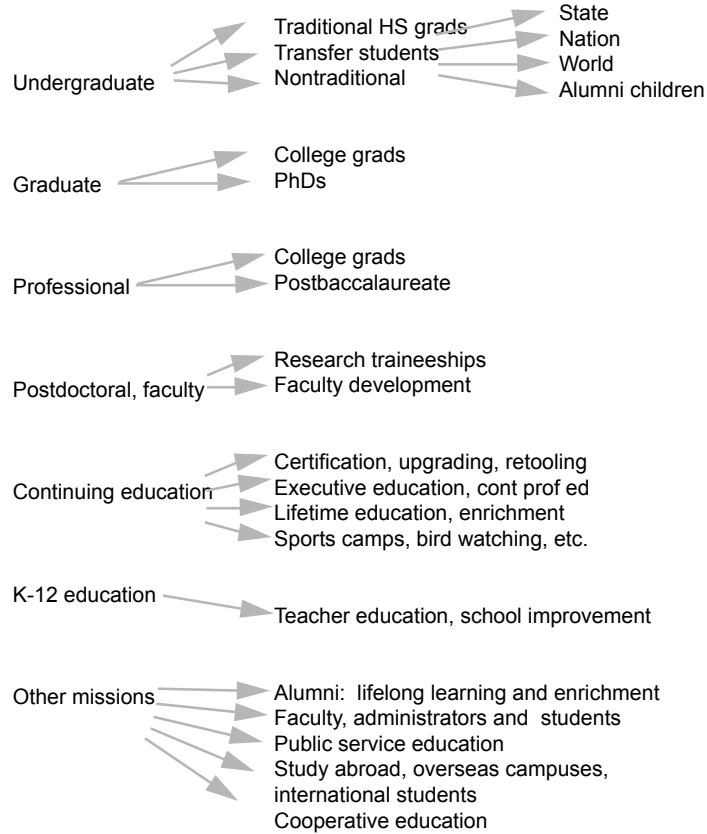 Undergraduate
Traditional HS grads
Transfer students
Nontraditional
State
Nation
World
Alumni children
Graduate
College grads
PhDs
Professional
College grads
Postbaccalaureate
Postdoctoral, faculty
Research traineeships
Faculty development
Continuing education
Certification, upgrading, retooling
Executive education, cont prof ed
Lifetime education, enrichment
Sports camps, bird watching, etc.
K-12 education
Teacher education, school improvement
Other missions
Alumni:  lifelong learning and enrichment
Faculty, administrators and  students
Public service education
Study abroad, overseas campuses,
international students
Cooperative education